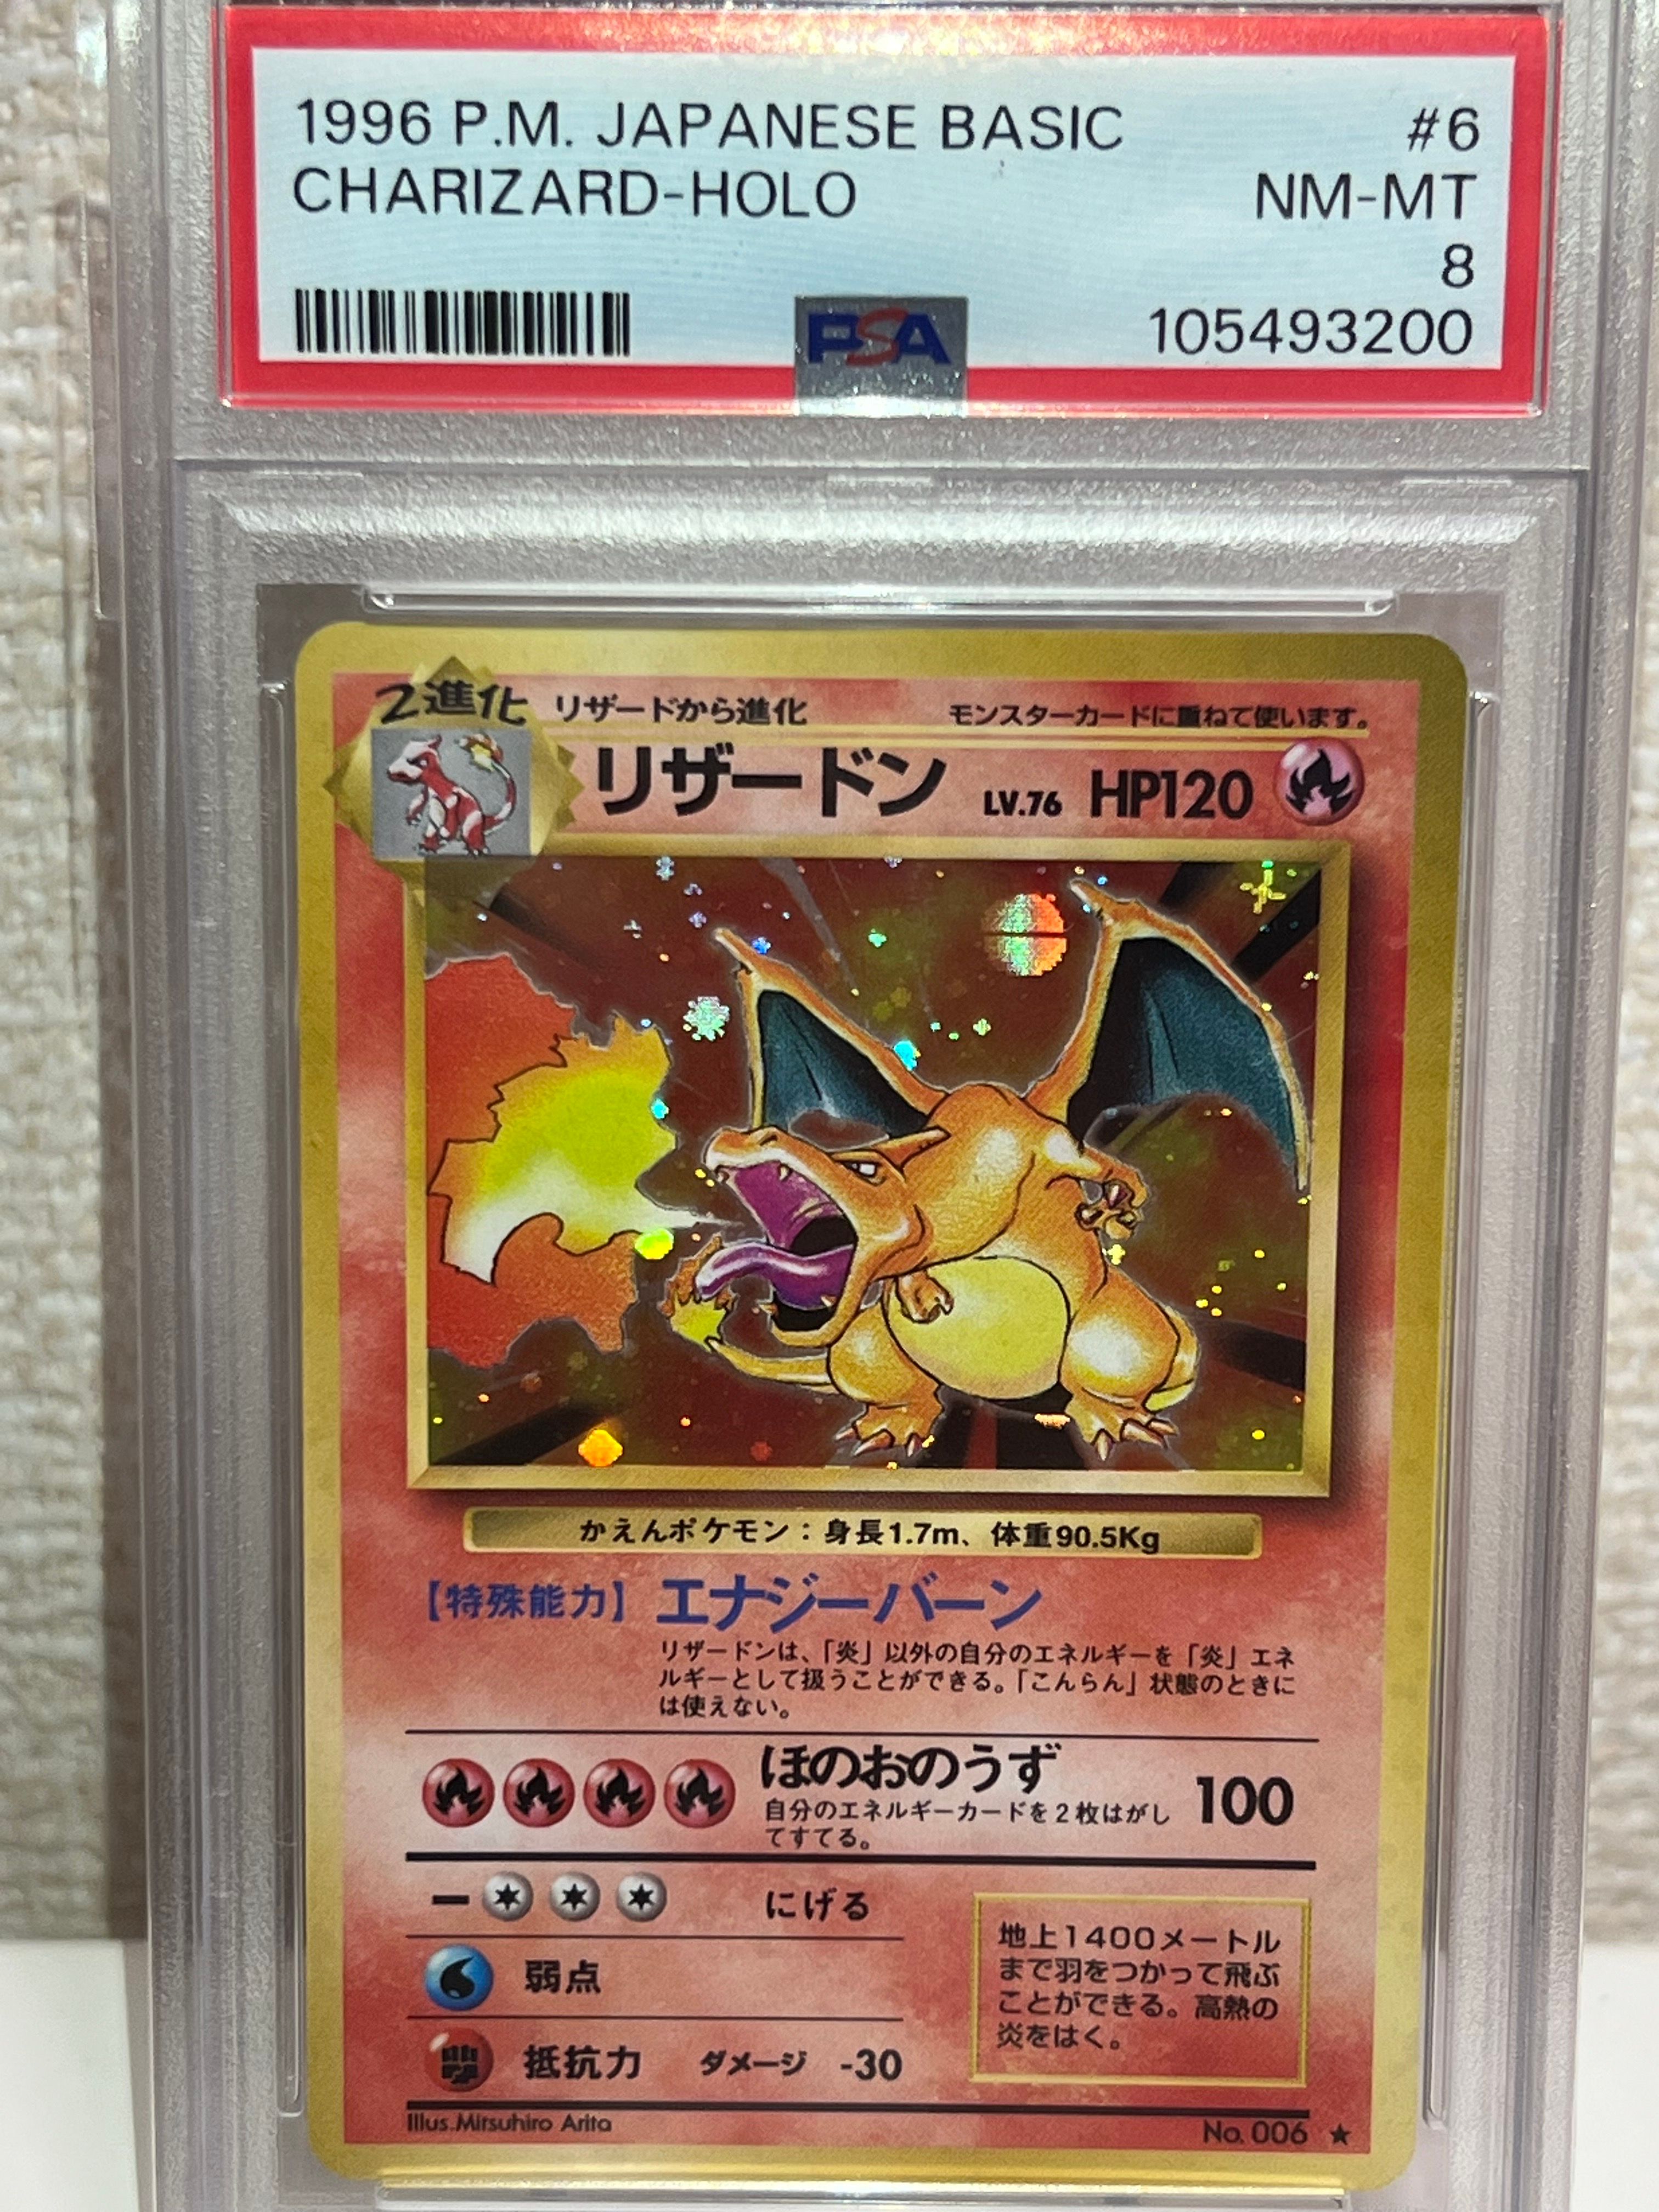 1996 P.M. JAPANESE BASIC #6
CHARIZARD-HOLO NM-MT
8
PSA 105493200
2進化 リザードから進化 モンスターカードに重ねて使います。
リザードン LV.76 HP120
かえんポケモン:身長1.7m、体重90.5Kg
【特殊能力】エナジーバーン
リザードンは、「炎」以外の自分のエネルギーを「炎」エネ
ルギーとして扱うことができる。「こんらん」状態のときに
は使えない。
ほのおのうず 100
自分のエネルギーカードを2枚はがし
てすてる。
にげる
弱点
抵抗力 ダメージ -30
地上1400メートル
まで羽をつかって飛ぶ
ことができる。高熱の
炎をはく。
Illus.Mitsuhiro Arita No.006 ★